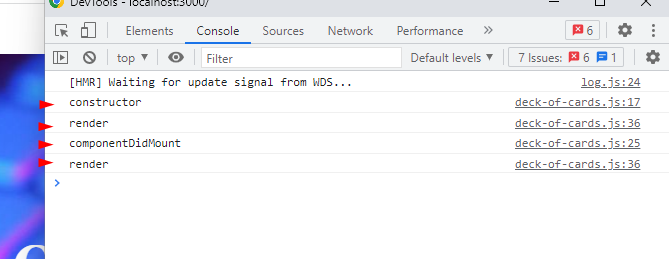 DevTools - localhost:3000/
Elements Console Sources Network Performance 6
top Filter Default levels 7 Issues: 6 1
[HMR] Waiting for update signal from WDS... log.js:24
constructor deck-of-cards.js:17
render deck-of-cards.js:36
componentDidMount deck-of-cards.js:25
render deck-of-cards.js:36